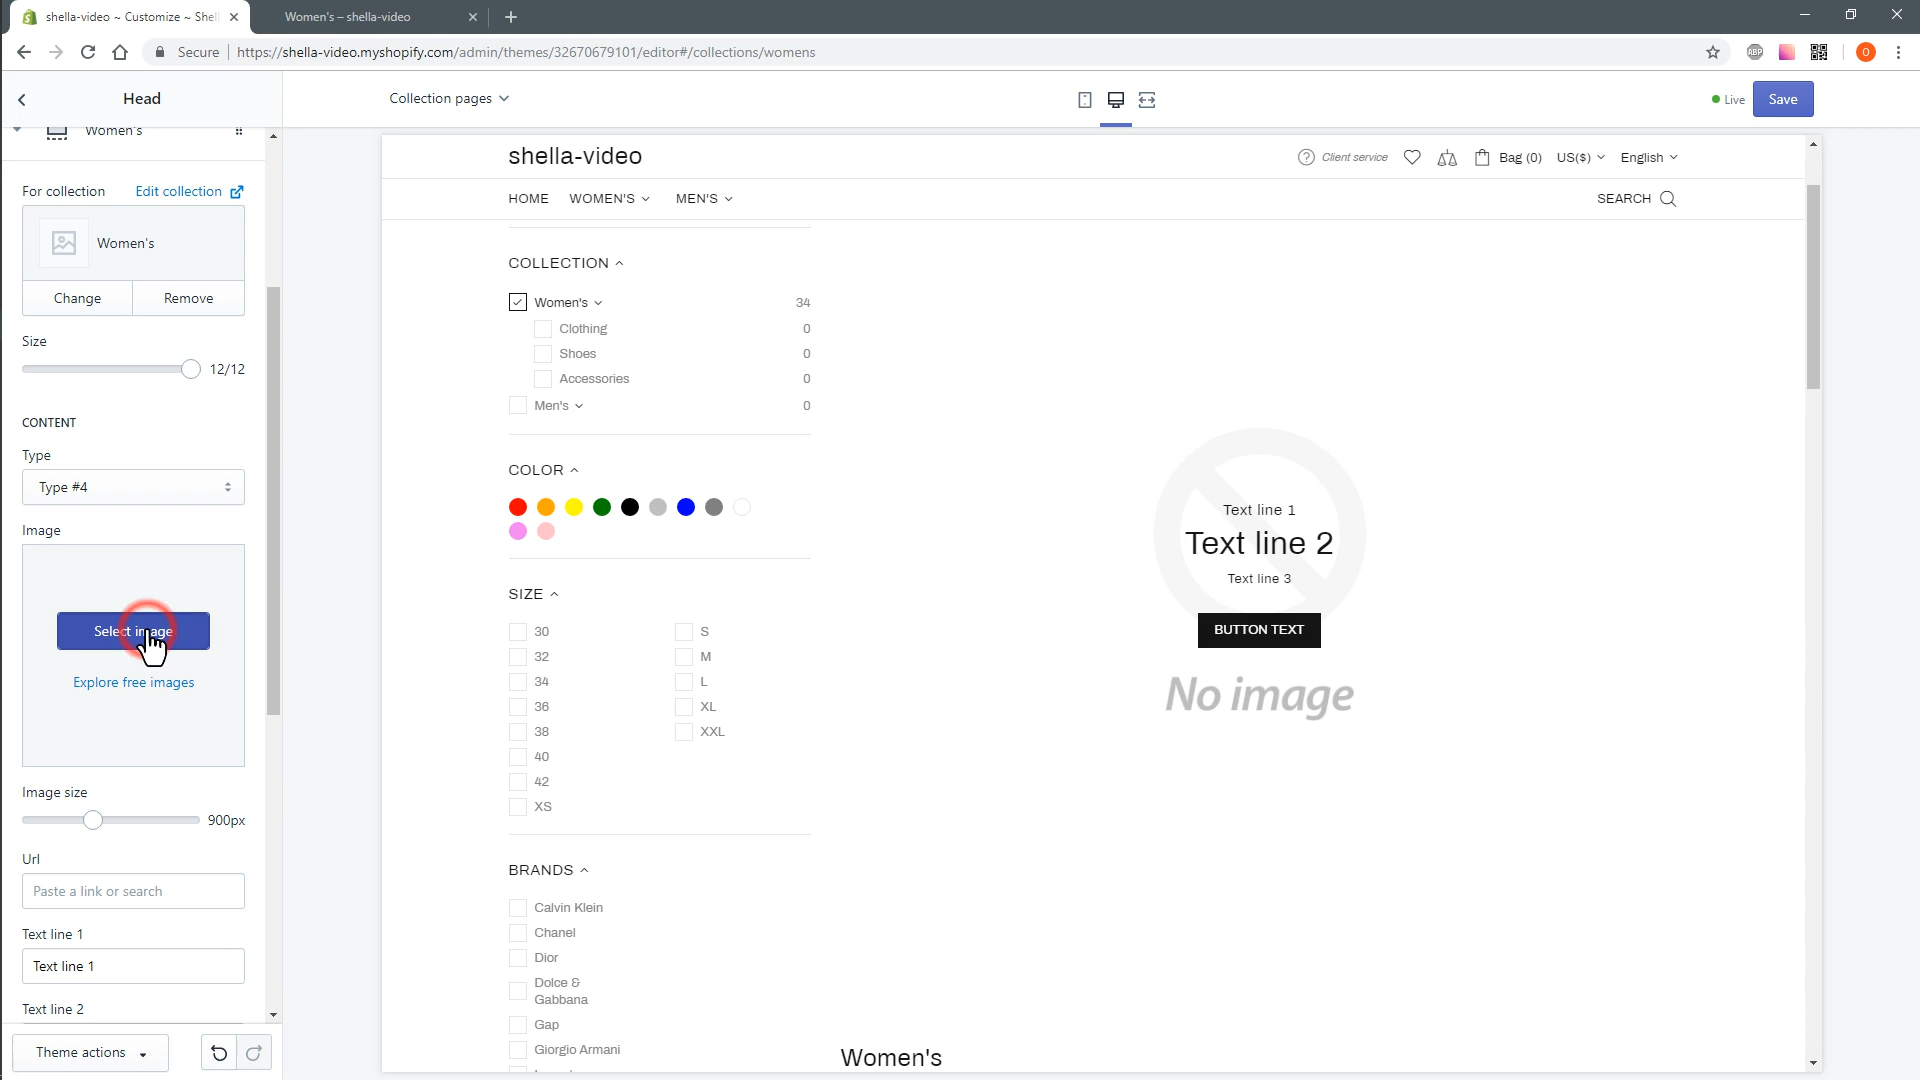 shella-video ~ Customize ~ Shel
Women's – shella-video
Secure
https://shella-video.myshopify.com/admin/themes/32670679101/editor#/collections/womens
ABP
O
Head
Collection pages
Live
Save
Women's
For collection
Edit collection
Women's
Change
Remove
Size
12/12
CONTENT
Type
Type #4
Image
Select image
Explore free images
Image size
900px
Url
Paste a link or search
Text line 1
Text line 1
Text line 2
Theme actions
shella-video
Client service
Bag (0)
US($)
English
HOME
WOMEN'S
MEN'S
SEARCH
COLLECTION
Women's 34
Clothing 0
Shoes 0
Accessories 0
Men's 0
COLOR
SIZE
30
32
34
36
38
40
42
XS
S
M
L
XL
XXL
BRANDS
Calvin Klein
Chanel
Dior
Dolce &
Gabbana
Gap
Giorgio Armani
Text line 1
Text line 2
Text line 3
BUTTON TEXT
No image
Women's